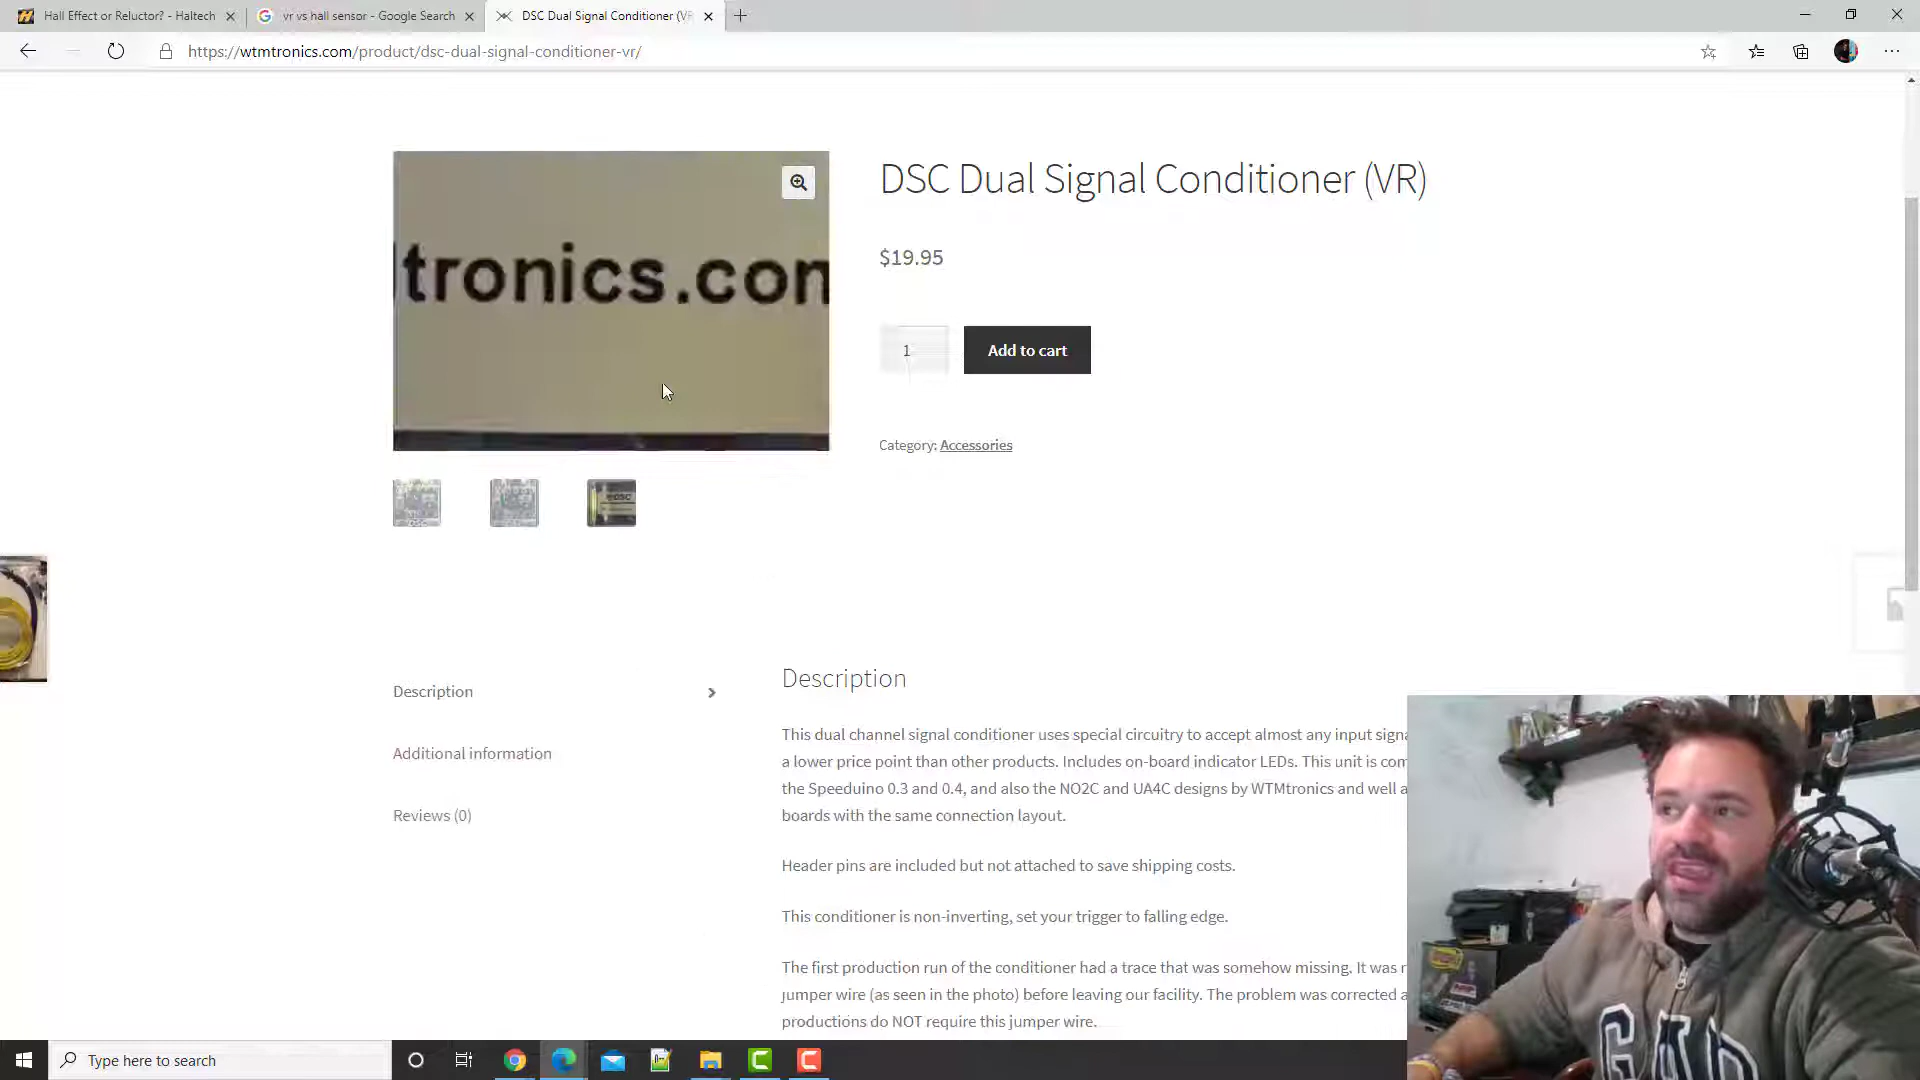 Hall Effect or Reluctor? - Haltech
vr vs hall sensor - Google Search
DSC Dual Signal Conditioner (VR)
https://wtmtronics.com/product/dsc-dual-signal-conditioner-vr/
tronics.com
DSC Dual Signal Conditioner (VR)
$19.95
1
Add to cart
Category: Accessories
DSC
Description
Additional information
Reviews (0)
Description
This dual channel signal conditioner uses special circuitry to accept almost any input
a lower price point than other products. Includes on-board indicator LEDs. This unit is
the Speeduino 0.3 and 0.4, and also the NO2C and UA4C designs by WTMtronics and well
boards with the same connection layout.
Header pins are included but not attached to save shipping costs.
This conditioner is non-inverting, set your trigger to falling edge.
The first production run of the conditioner had a trace that was somehow missing. It was
jumper wire (as seen in the photo) before leaving our facility. The problem was corrected
productions do NOT require this jumper wire.
GAP
Type here to search